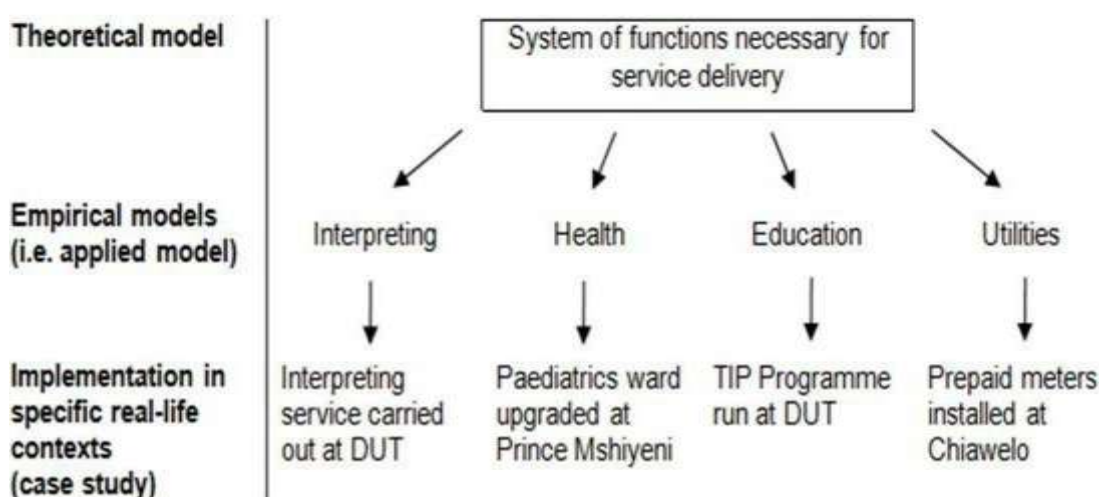 Theoretical model
System of functions necessary for
service delivery
Empirical models
(i.e. applied model)
Interpreting
Health
Education
Utilities
Implementation in
specific real-life
contexts
(case study)
Interpreting
service carried
out at DUT
Paediatrics ward
upgraded at
Prince Mshiyeni
TIP Programme
run at DUT
Prepaid meters
installed at
Chiawelo